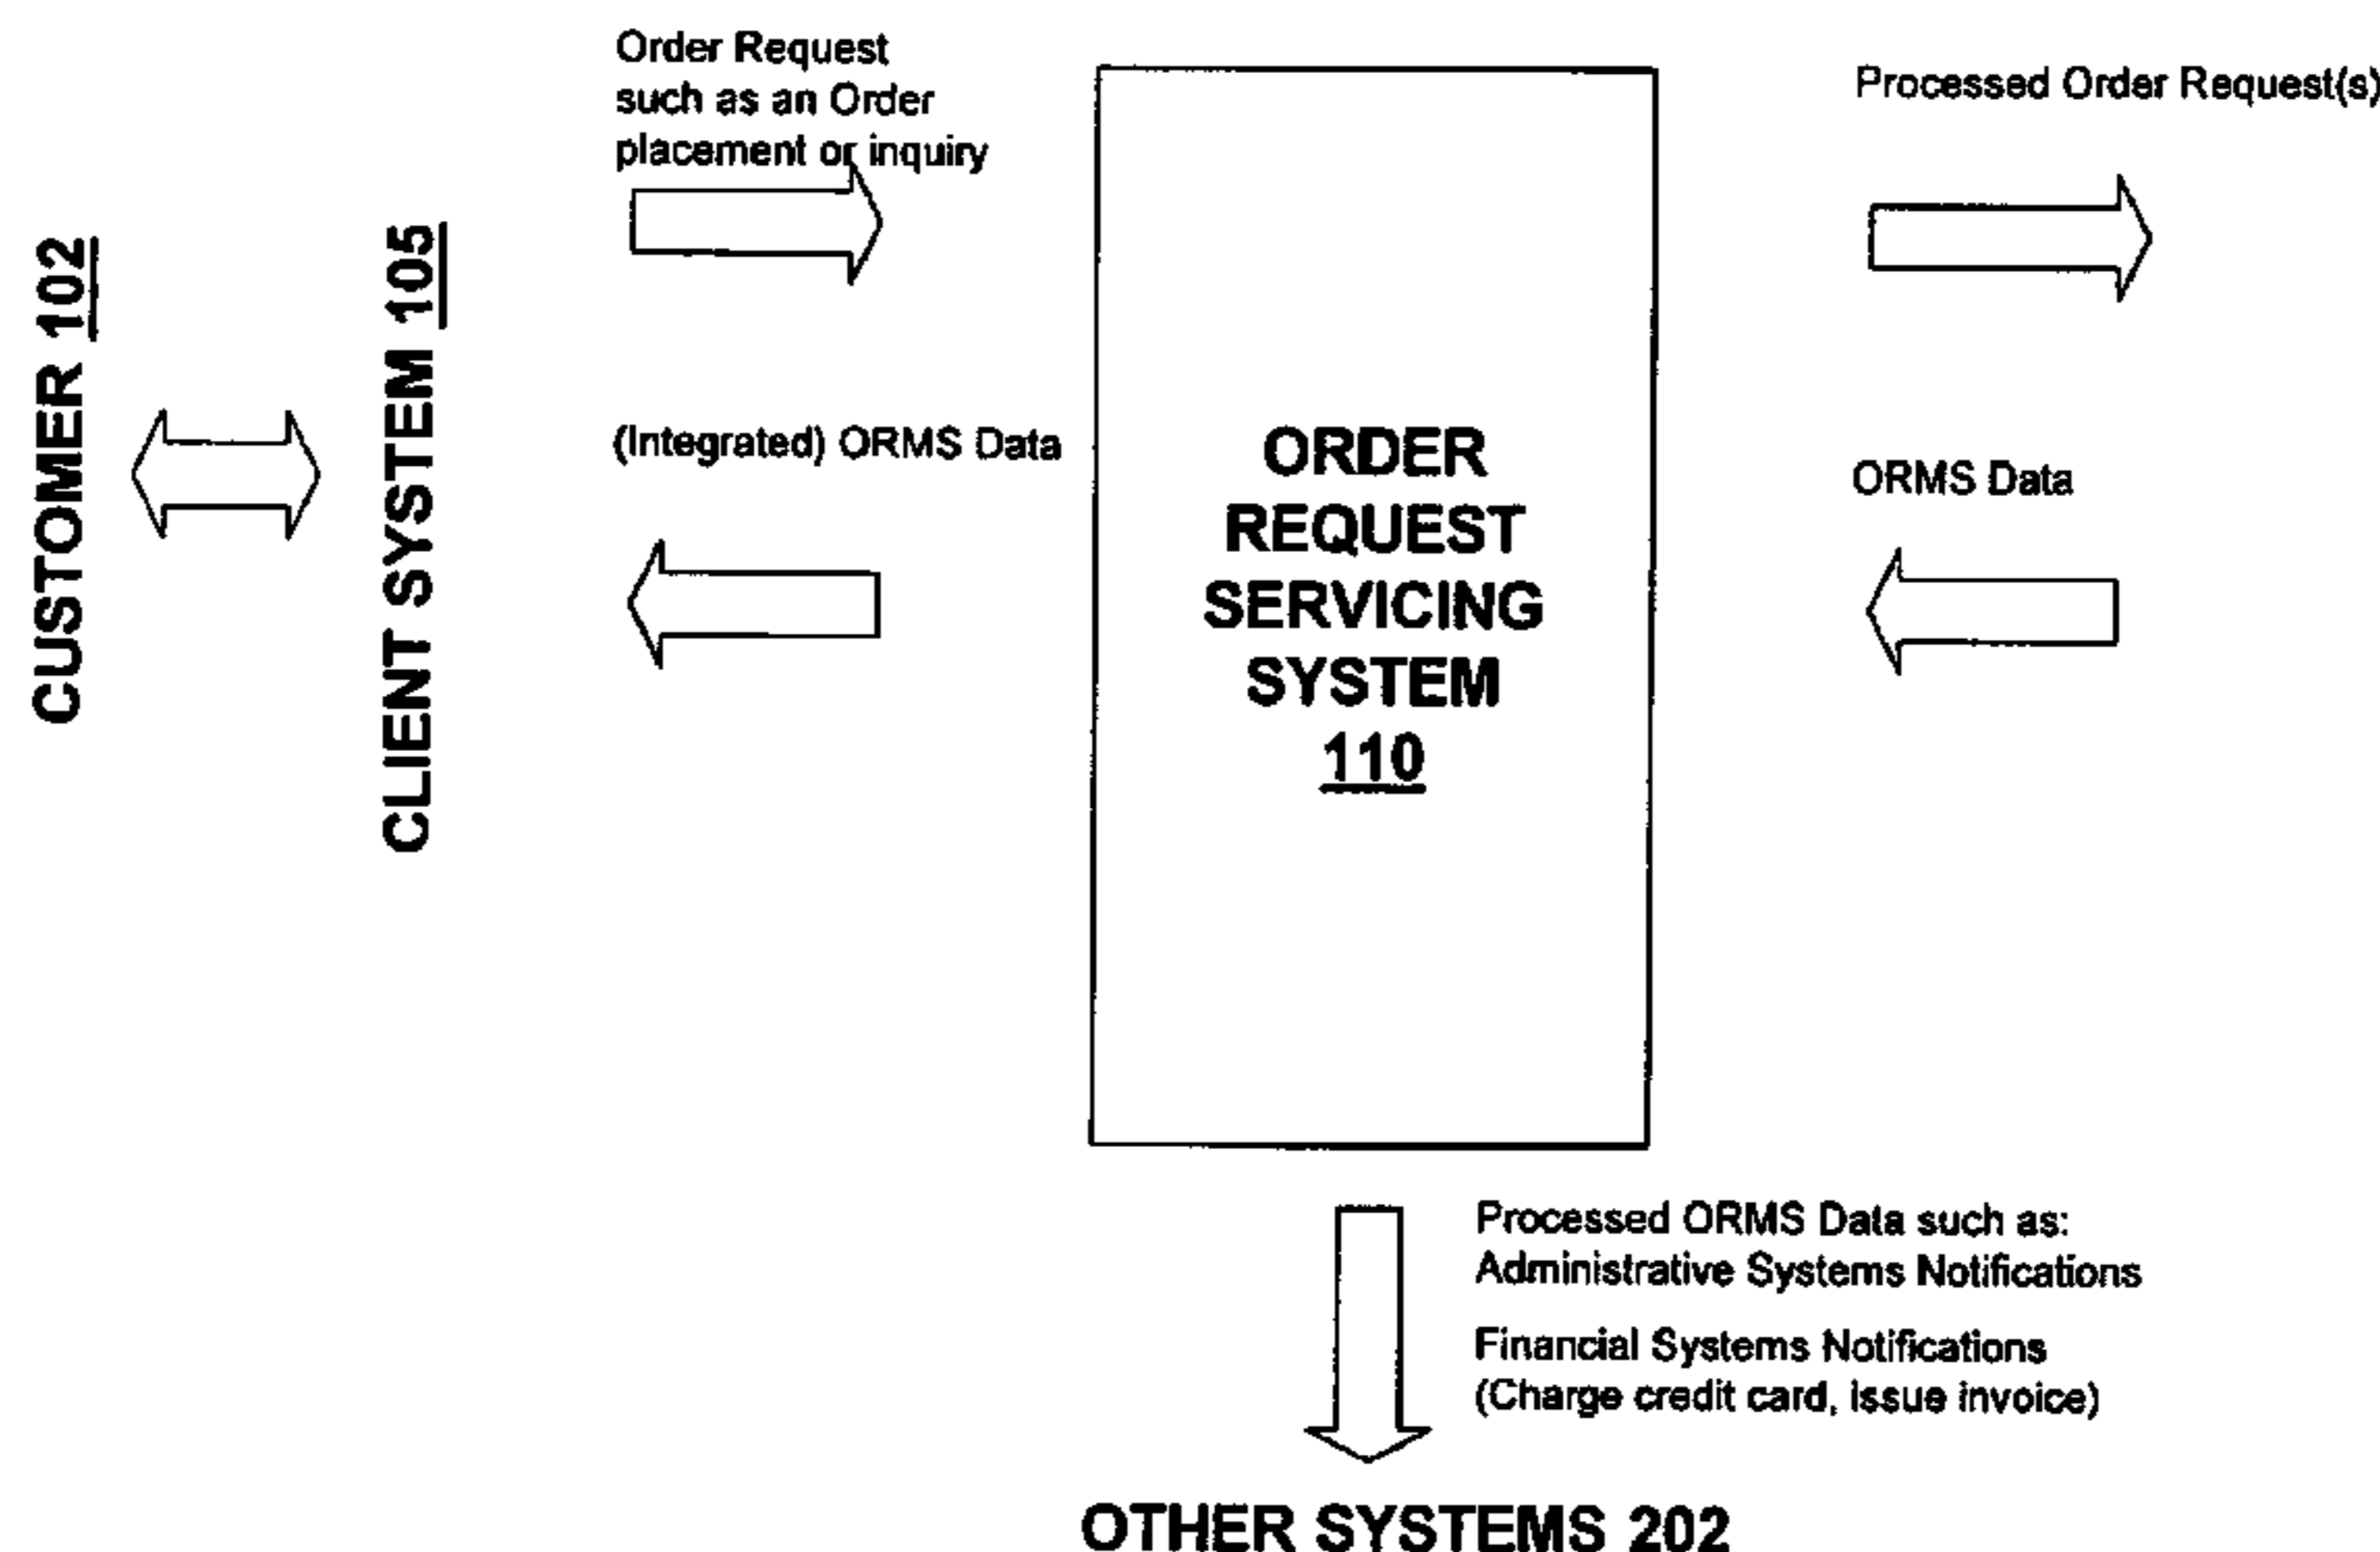 CUSTOMER 102
CLIENT SYSTEM 105
Order Request
such as an Order
placement or inquiry
(Integrated) ORMS Data
ORDER
REQUEST
SERVICING
SYSTEM
110
Processed Order Request(s)
ORMS Data
Processed ORMS Data such as:
Administrative Systems Notifications
Financial Systems Notifications
(Charge credit card, issue invoice)
OTHER SYSTEMS 202